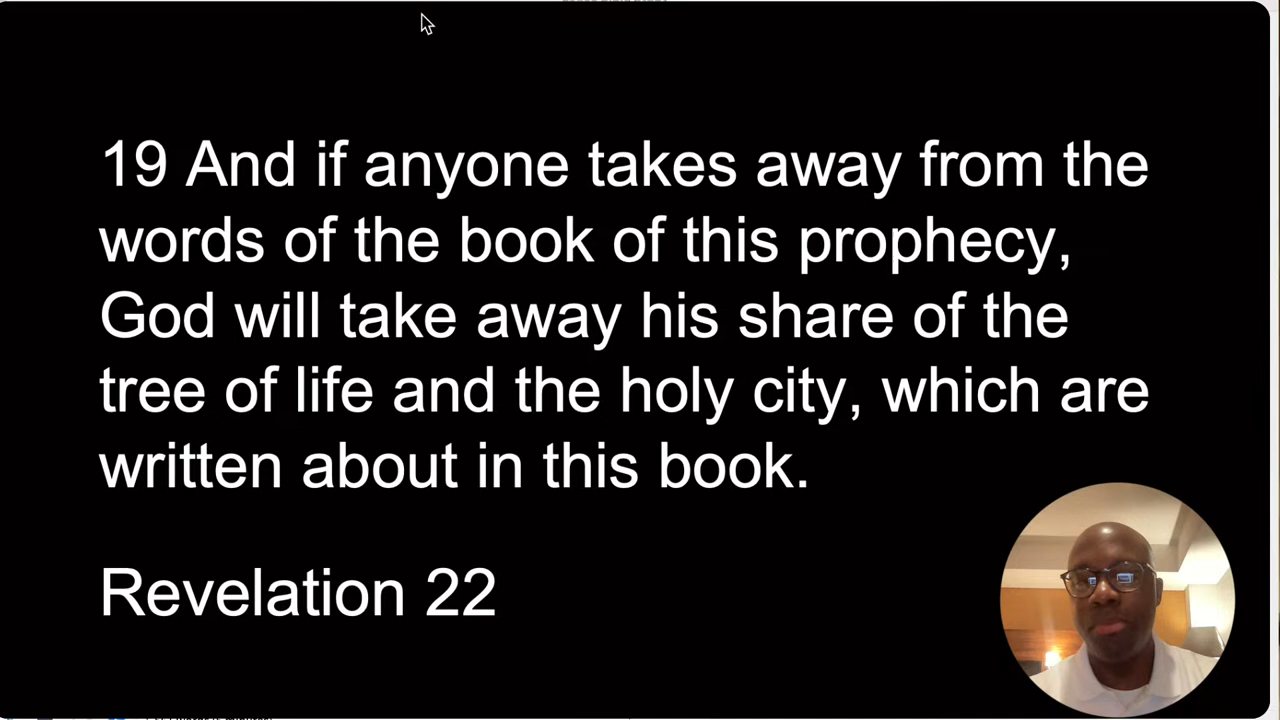 19 And if anyone takes away from the
words of the book of this prophecy,
God will take away his share of the
tree of life and the holy city, which are
written about in this book.
Revelation 22